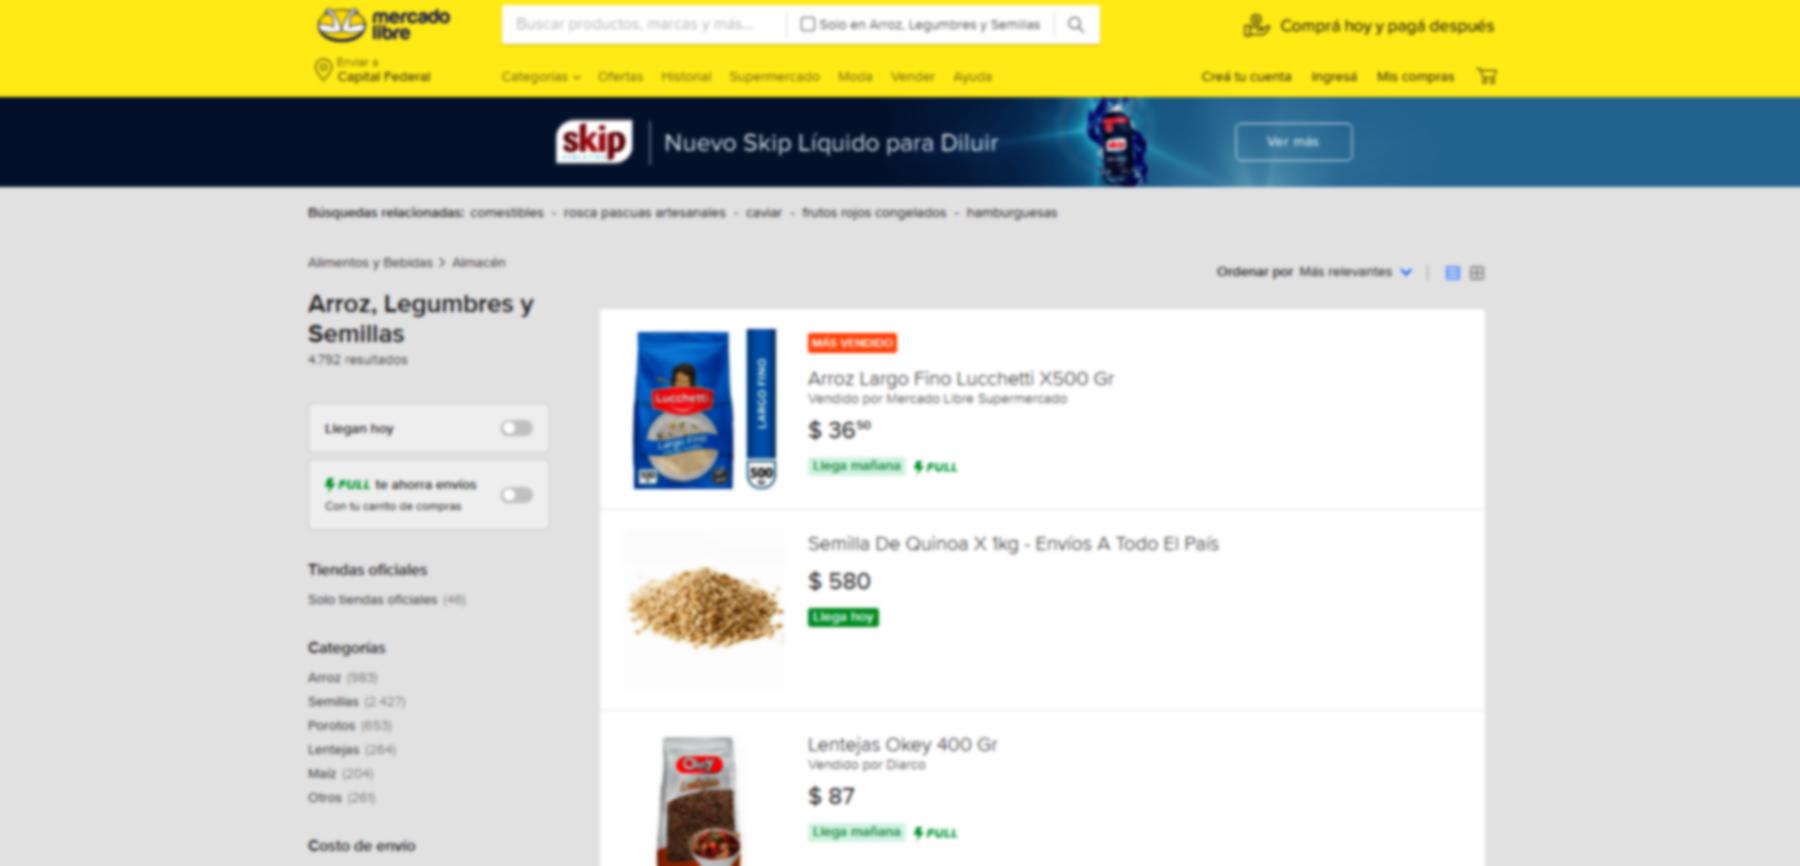 mercado
libre
Buscar productos, marcas y más...
Solo en Arroz, Legumbres y Semillas
Comprá hoy y pagá después
Enviar a
Capital Federal
Categorías
Ofertas
Historial
Supermercado
Moda
Vender
Ayuda
Creá tu cuenta
Ingresá
Mis compras
skip
Nuevo Skip Líquido para Diluir
Ver más
Búsquedas relacionadas: comestibles - rosca pascuas artesanales - caviar - frutos rojos congelados - hamburguesas
Alimentos y Bebidas > Almacén
Ordenar por Más relevantes
Arroz, Legumbres y
Semillas
4.792 resultados
Llegan hoy
FULL te ahorra envíos
Con tu carrito de compras
Tiendas oficiales
Solo tiendas oficiales (46)
Categorías
Arroz (983)
Semillas (2.427)
Porotos (653)
Lentejas (264)
Maíz (204)
Otros (261)
Costo de envío
Lucchetti
Largo Fino
LARGO FINO
500
MÁS VENDIDO
Arroz Largo Fino Lucchetti X500 Gr
Vendido por Mercado Libre Supermercado
$ 36 50
Llega mañana FULL
Semilla De Quinoa X 1kg - Envíos A Todo El País
$ 580
Llega hoy
Okey
Lentejas Okey 400 Gr
Vendido por Diarco
$ 87
Llega mañana FULL